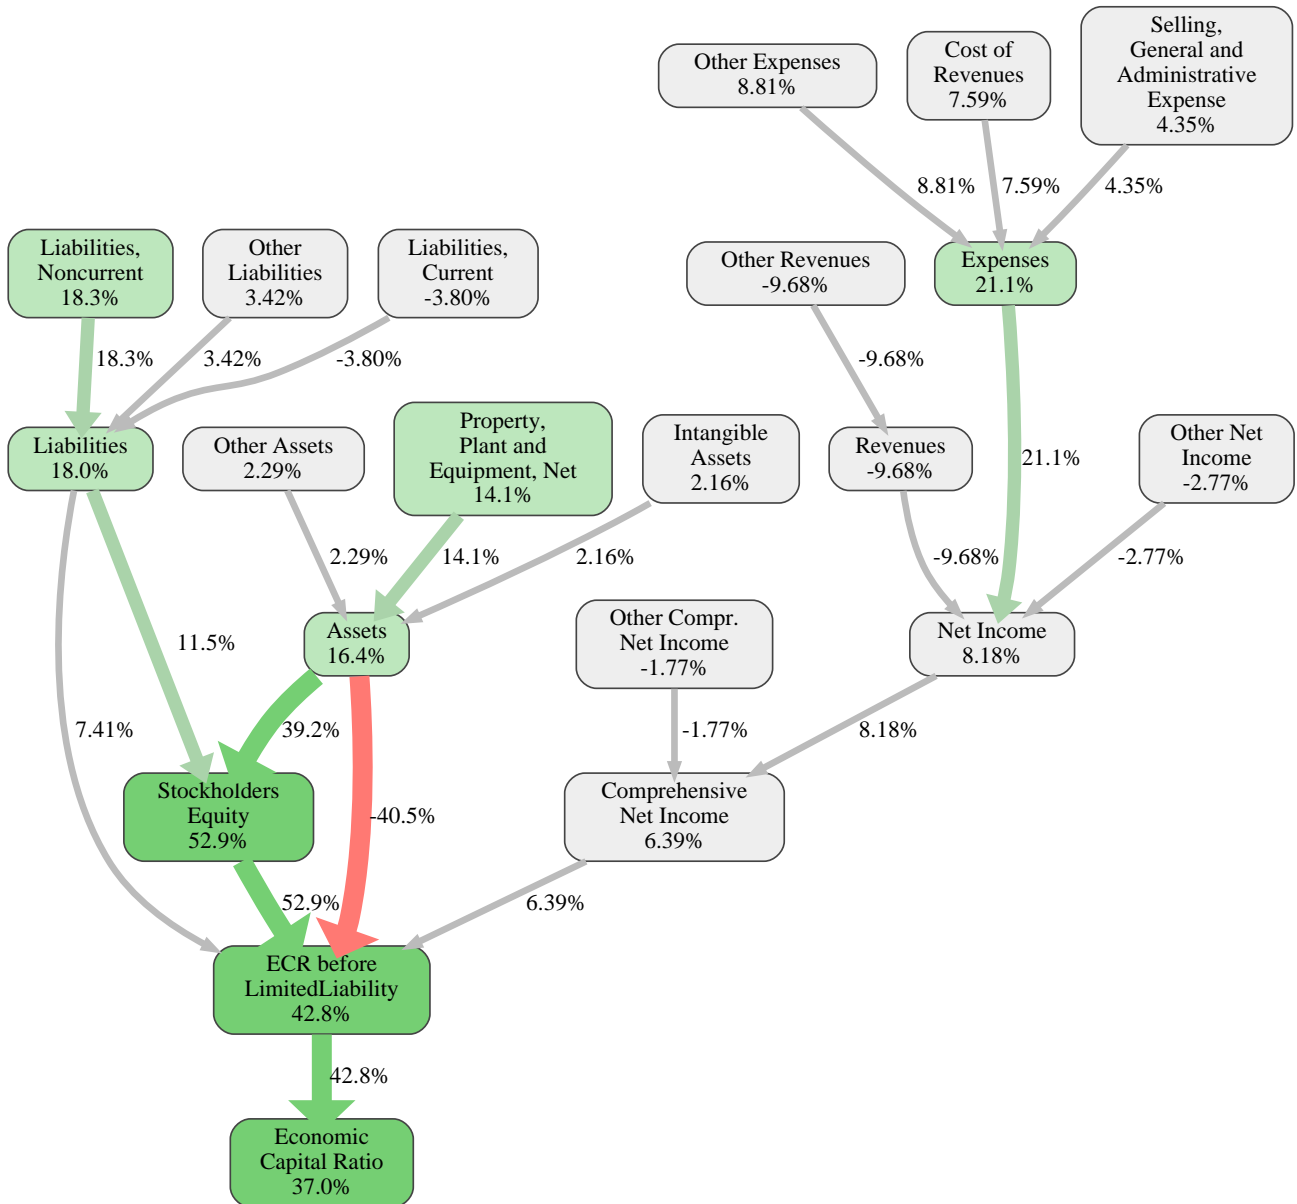 Selling,
General and
Administrative
Expense
4.35%
Cost of
Revenues
7.59%
Other Expenses
8.81%
8.81%
7.59%
4.35%
Liabilities,
Noncurrent
18.3%
Other
Liabilities
3.42%
Liabilities,
Current
-3.80%
Other Revenues
-9.68%
Expenses
21.1%
18.3%
3.42%
-3.80%
-9.68%
Liabilities
18.0%
Other Assets
2.29%
Property,
Plant and
Equipment, Net
14.1%
Intangible
Assets
2.16%
Revenues
-9.68%
21.1%
Other Net
Income
-2.77%
2.29%
14.1%
2.16%
-9.68%
-2.77%
11.5%
Assets
16.4%
Other Compr.
Net Income
-1.77%
Net Income
8.18%
7.41%
39.2%
-1.77%
8.18%
Stockholders
Equity
52.9%
-40.5%
Comprehensive
Net Income
6.39%
52.9%
6.39%
ECR before
LimitedLiability
42.8%
42.8%
Economic
Capital Ratio
37.0%